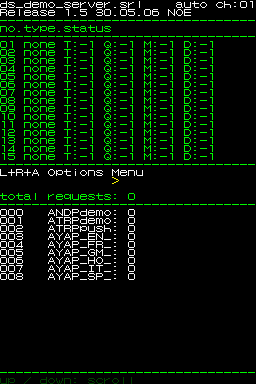 ds_demo_server.srl auto ch:01
Release 1.5 30.05.06 NOE
no.type.status
01 none T:-1 Q:-1 M:-1 D:-1
02 none T:-1 Q:-1 M:-1 D:-1
03 none T:-1 Q:-1 M:-1 D:-1
04 none T:-1 Q:-1 M:-1 D:-1
05 none T:-1 Q:-1 M:-1 D:-1
06 none T:-1 Q:-1 M:-1 D:-1
07 none T:-1 Q:-1 M:-1 D:-1
08 none T:-1 Q:-1 M:-1 D:-1
09 none T:-1 Q:-1 M:-1 D:-1
10 none T:-1 Q:-1 M:-1 D:-1
11 none T:-1 Q:-1 M:-1 D:-1
12 none T:-1 Q:-1 M:-1 D:-1
13 none T:-1 Q:-1 M:-1 D:-1
14 none T:-1 Q:-1 M:-1 D:-1
15 none T:-1 Q:-1 M:-1 D:-1
L+R+A Options Menu
>
total requests: 0
000 ANDPdemo: 0
001 ATRPdemo: 0
002 ATRPpush: 0
003 AYAP_EN_: 0
004 AYAP_FR_: 0
005 AYAP_GM_: 0
006 AYAP_HO_: 0
007 AYAP_IT_: 0
008 AYAP_SP_: 0
up / down: scroll